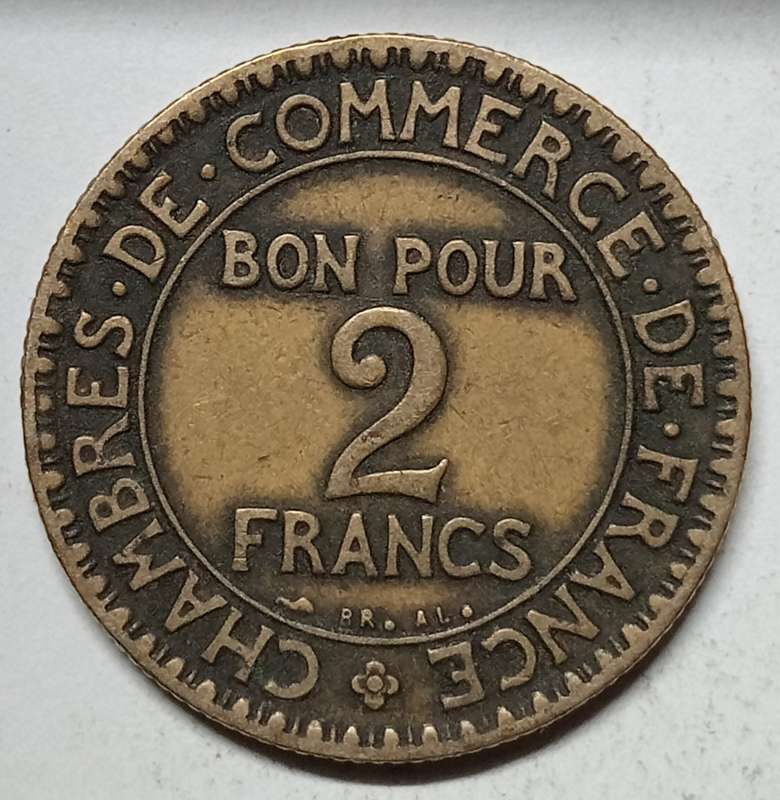 CHAMBRES·DE·COMMERCE·DE·FRANCE
BON POUR
2
FRANCS
BR. AL.